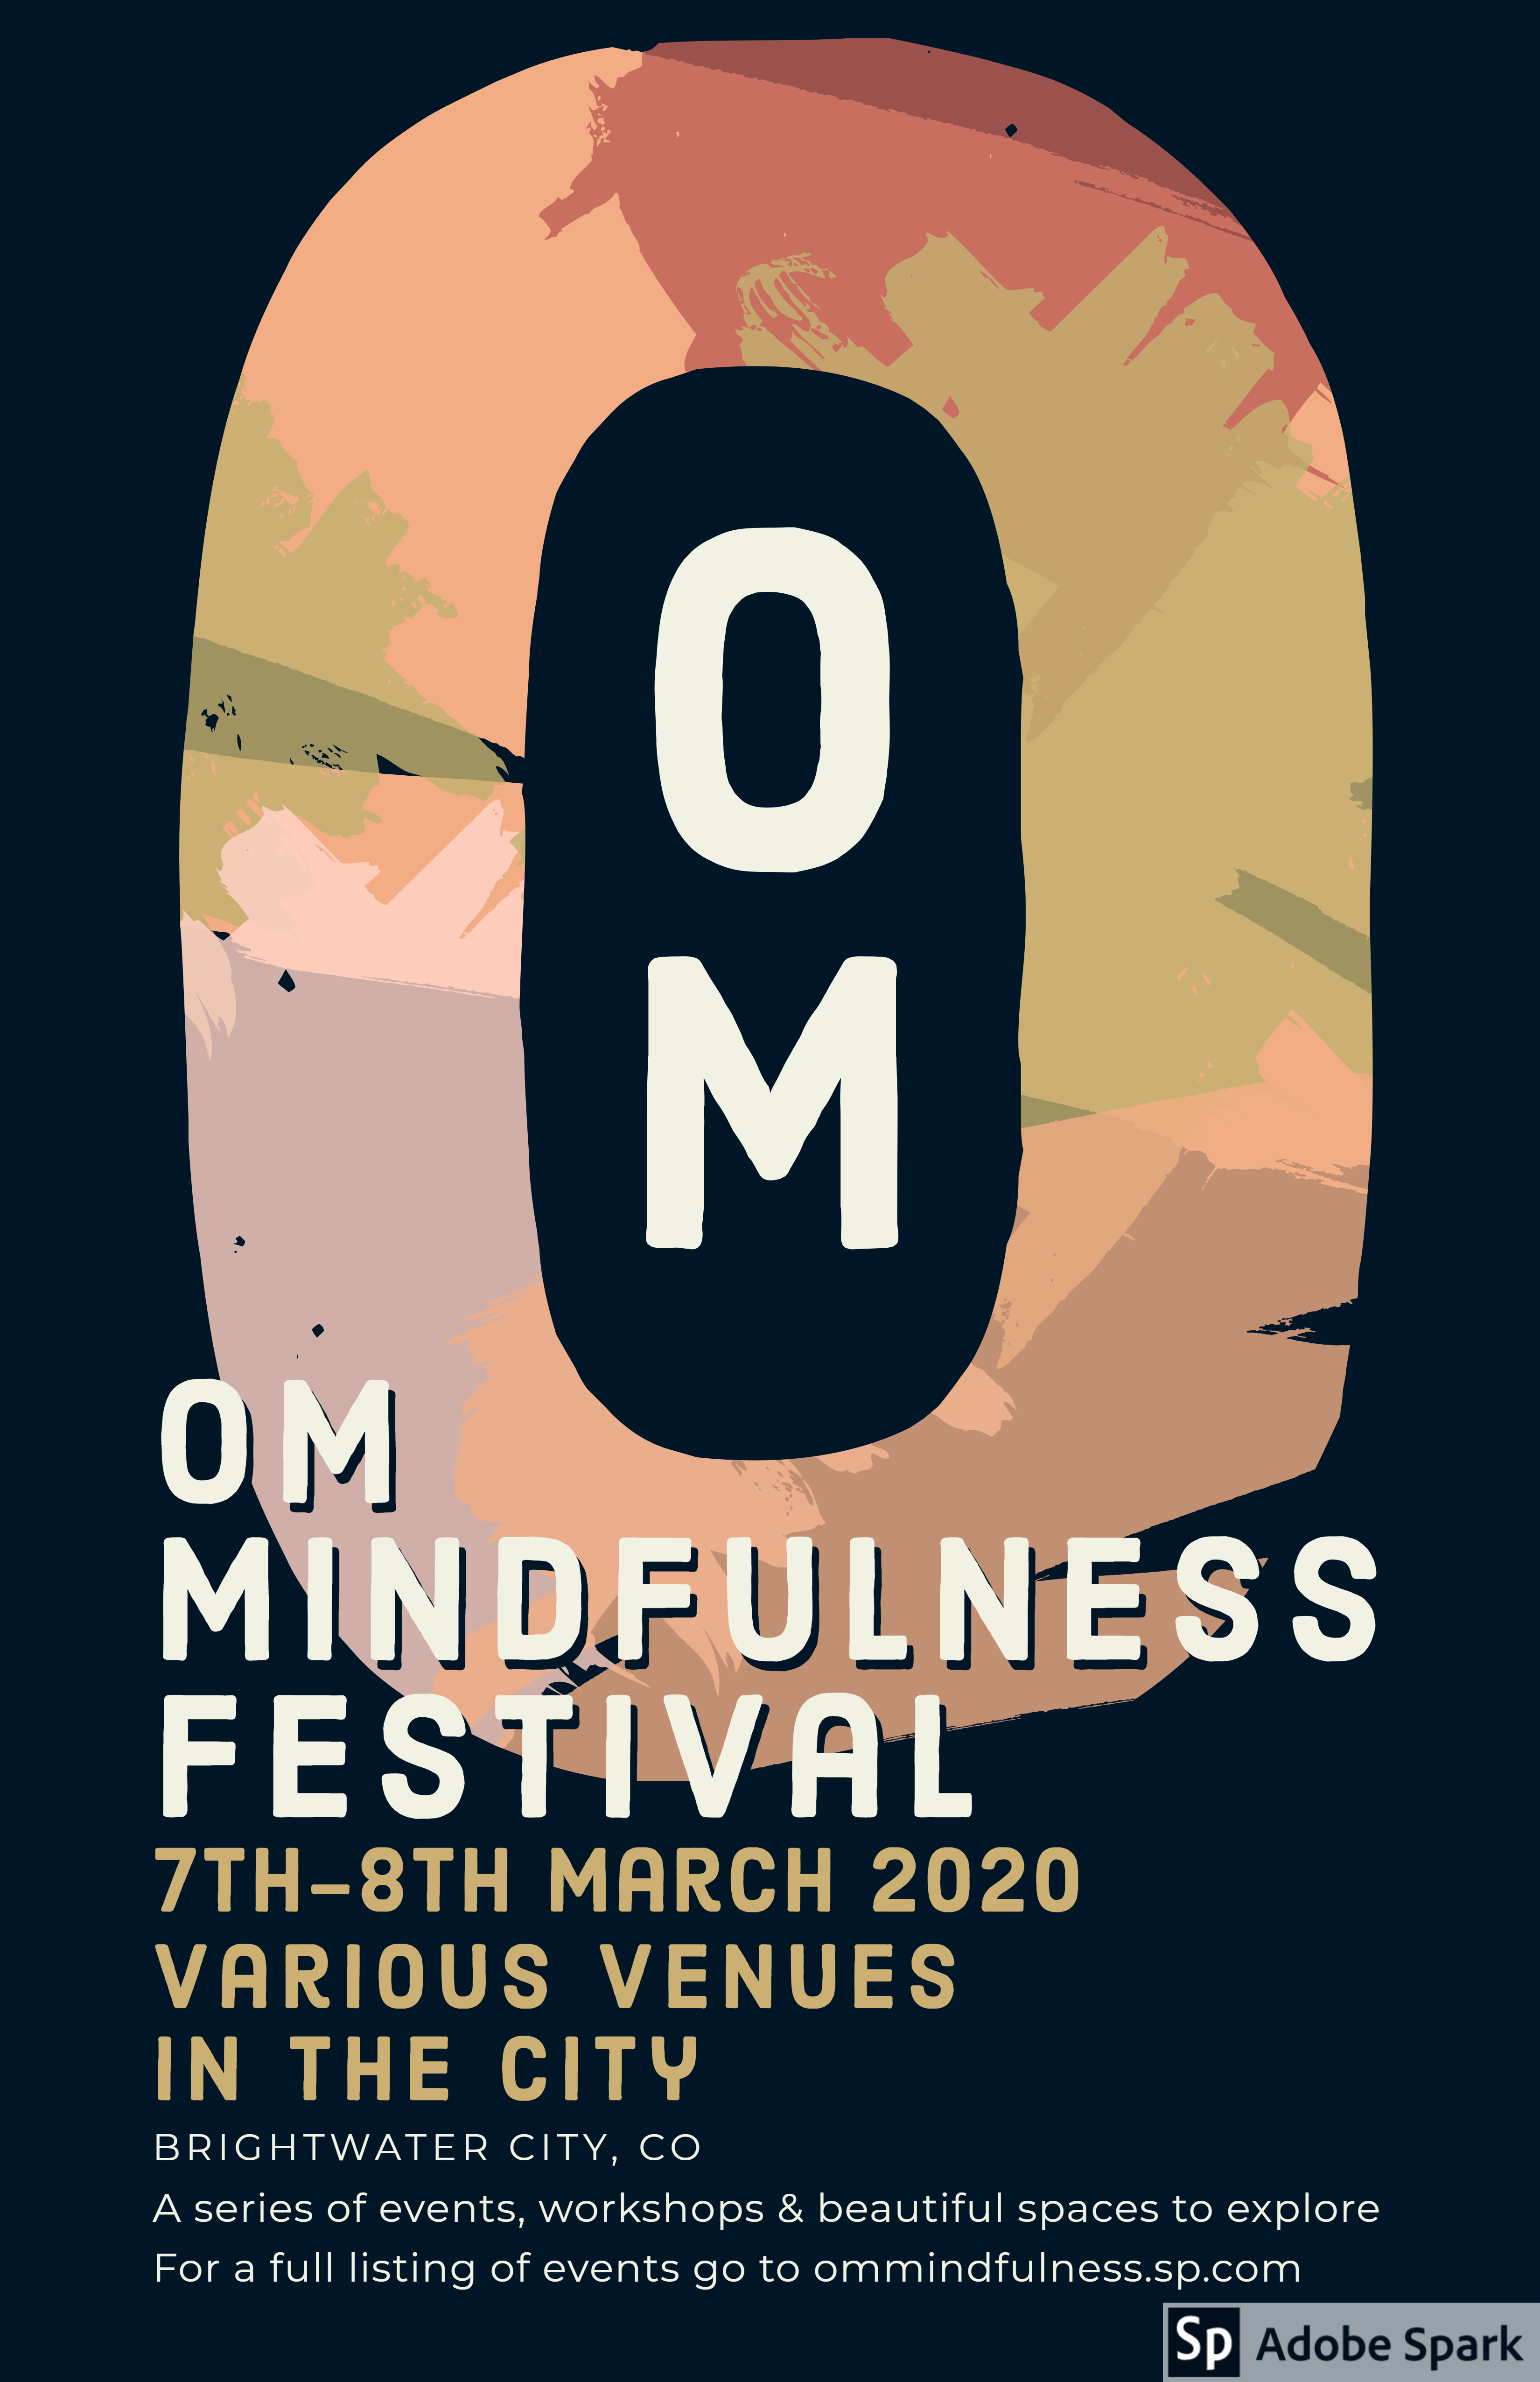 O
M
OM
MINDFULNESS
FESTIVAL
7TH–8TH MARCH 2020
VARIOUS VENUES
IN THE CITY
BRIGHTWATER CITY, CO
A series of events, workshops & beautiful spaces to explore
For a full listing of events go to ommindfulness.sp.com
Sp Adobe Spark